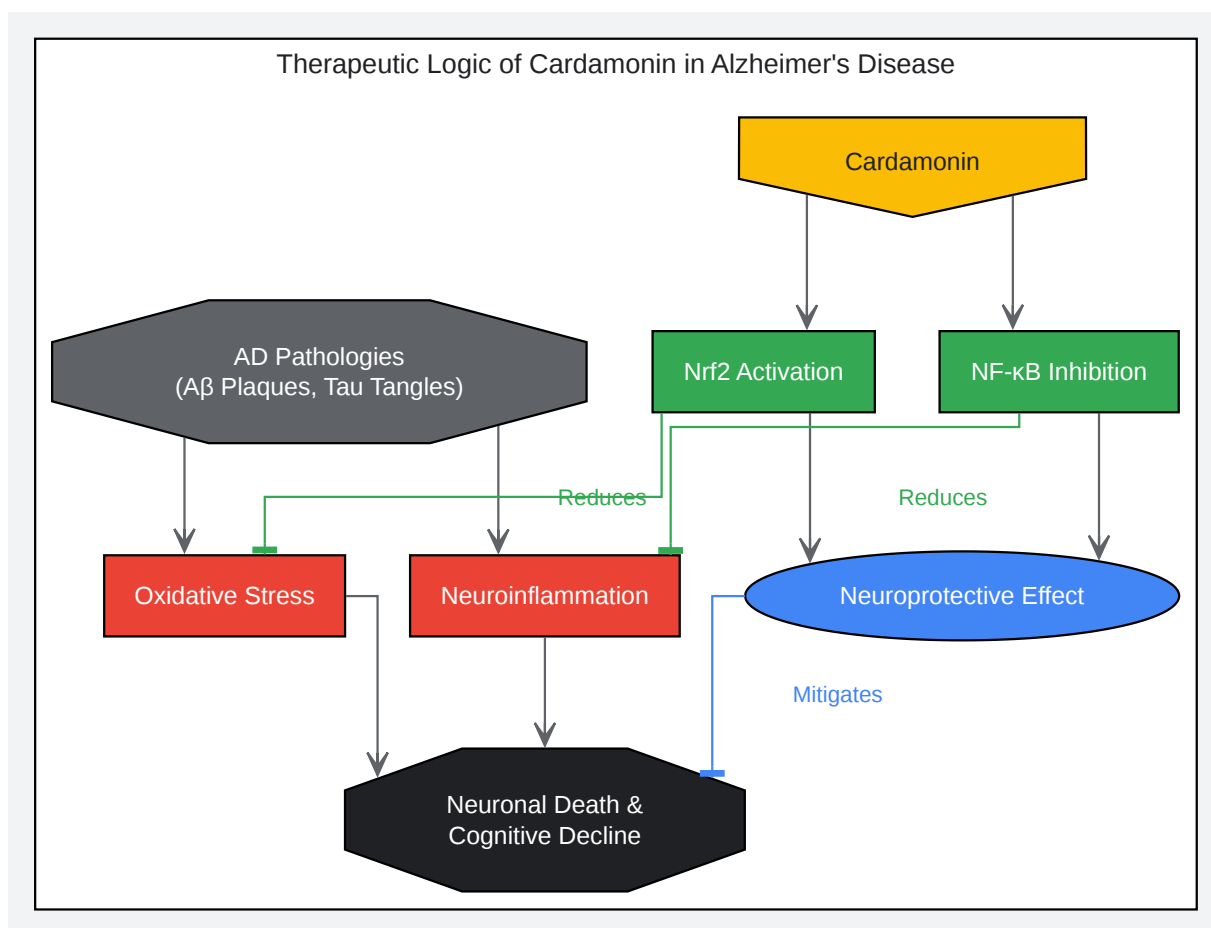 Therapeutic Logic of Cardamonin in Alzheimer's Disease
Cardamonin
AD Pathologies
(Aβ Plaques, Tau Tangles)
Nrf2 Activation
NF-κB Inhibition
Reduces
Reduces
Oxidative Stress
Neuroinflammation
Neuroprotective Effect
Mitigates
Neuronal Death &
Cognitive Decline